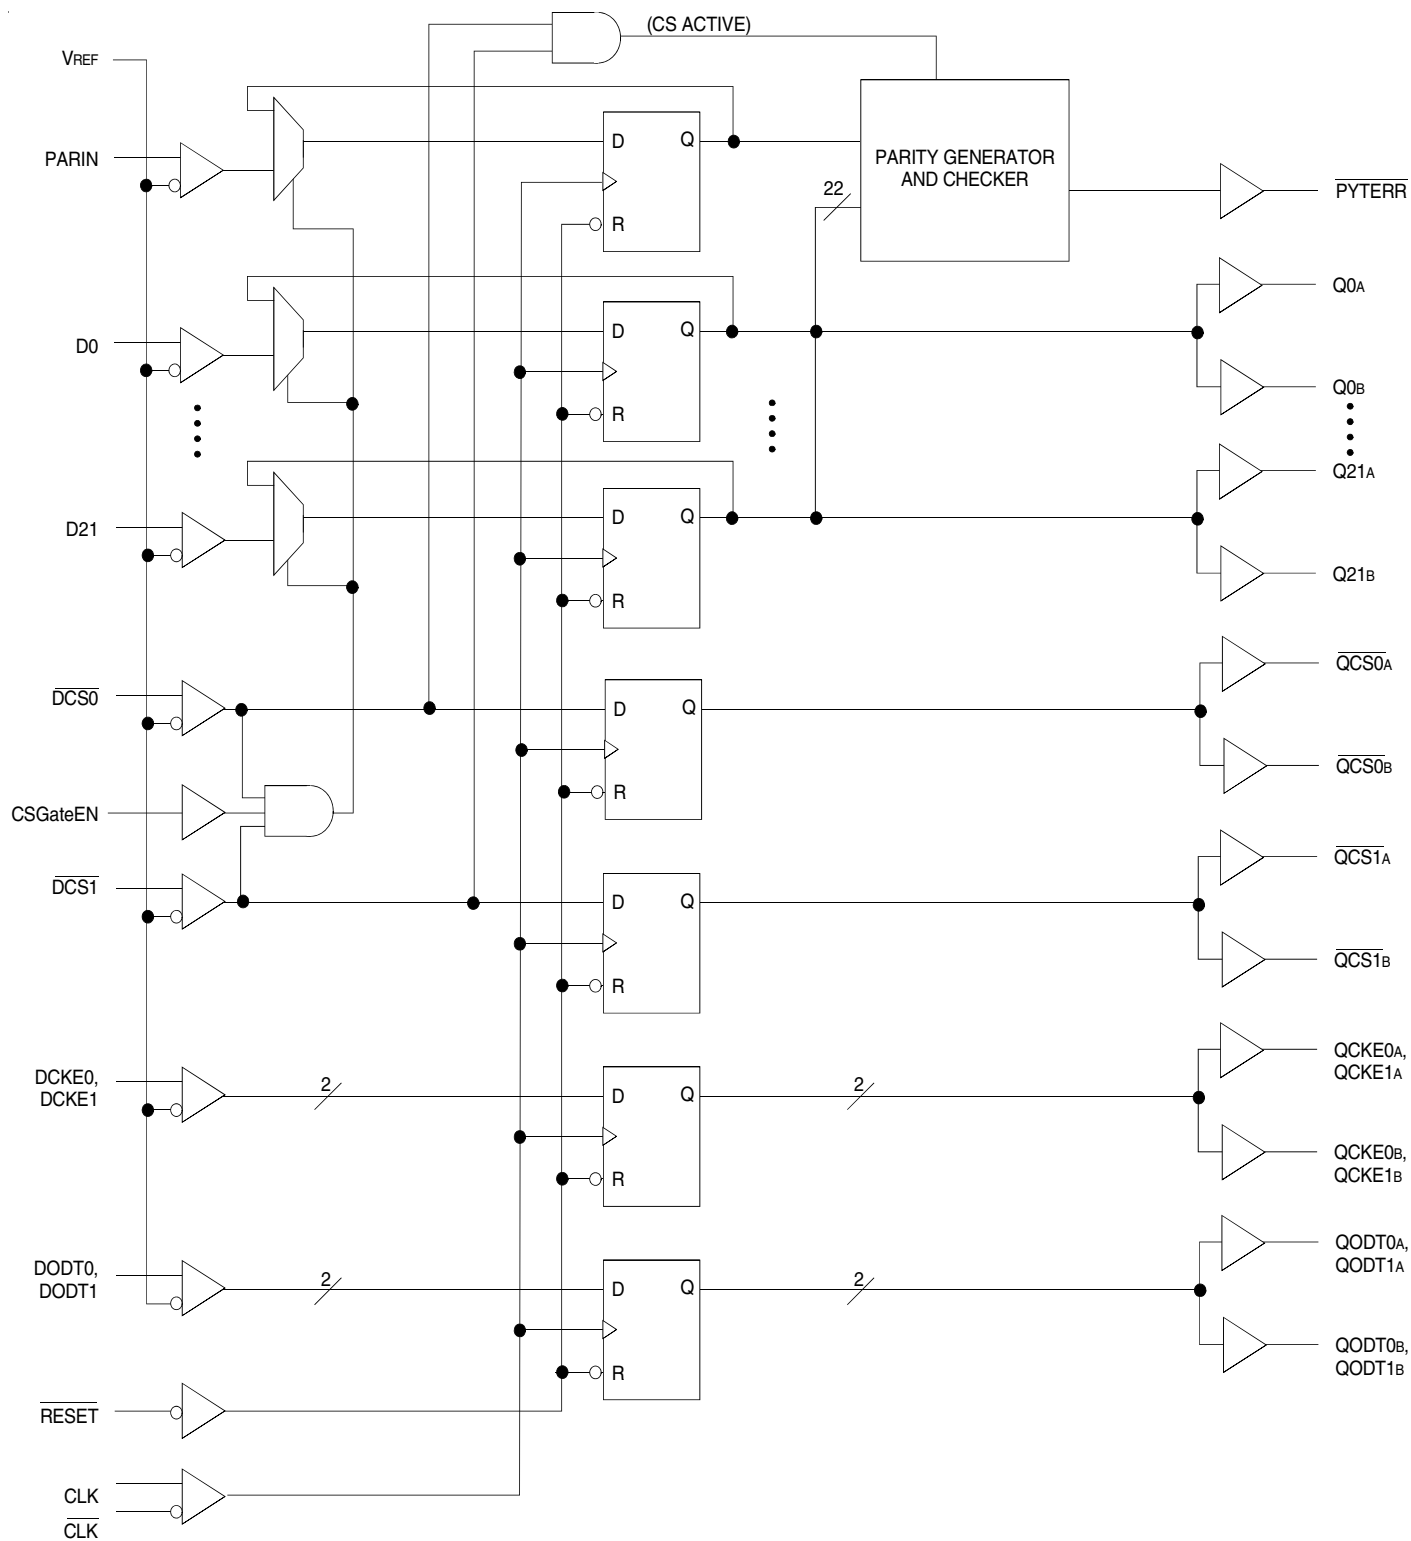 (CS ACTIVE)
VREF
PARIN
D Q
R
PARITY GENERATOR
AND CHECKER
22
PYTERR
Q0A
D0
D Q
R
Q0B
Q21A
D21
D Q
R
Q21B
QCS0A
DCS0
D Q
R
QCS0B
CSGateEN
QCS1A
DCS1
D Q
R
QCS1B
QCKE0A,
QCKE1A
DCKE0,
DCKE1
2
D Q
R
2
QCKE0B,
QCKE1B
QODT0A,
QODT1A
DODT0,
DODT1
2
D Q
R
2
QODT0B,
QODT1B
RESET
CLK
CLK